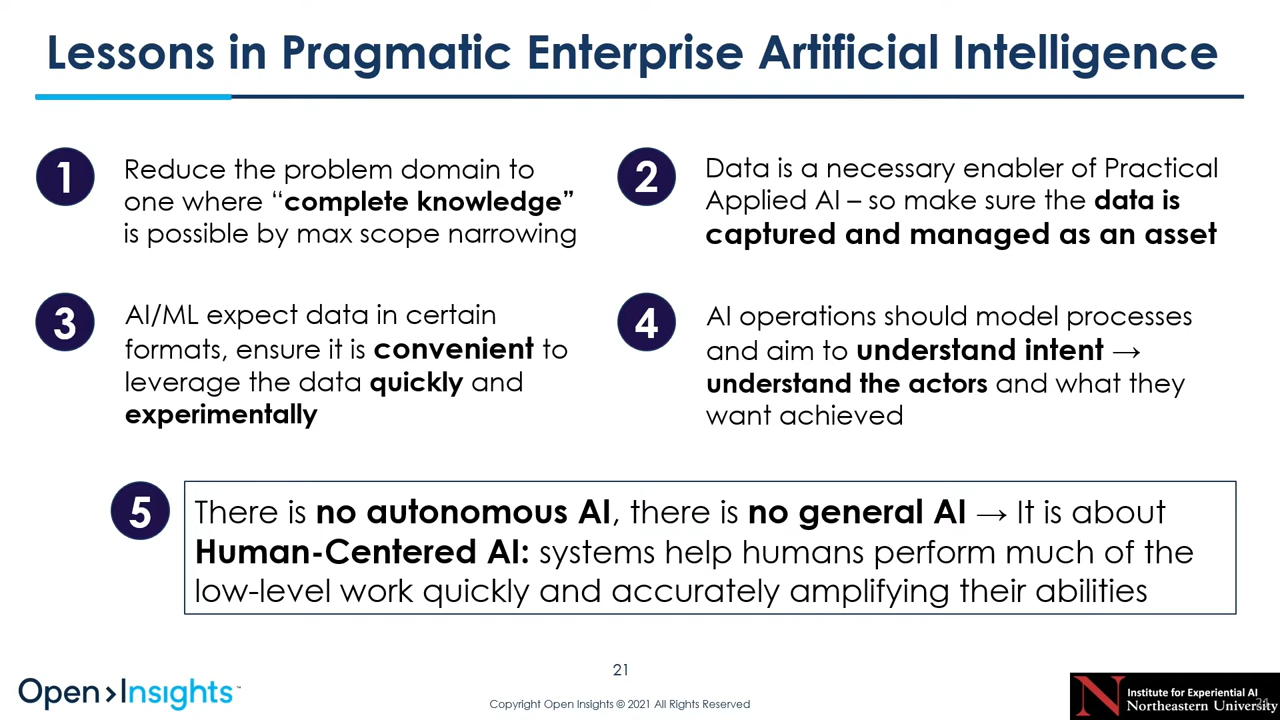 Lessons in Pragmatic Enterprise Artificial Intelligence
1
Reduce the problem domain to
one where “complete knowledge”
is possible by max scope narrowing
2
Data is a necessary enabler of Practical
Applied AI – so make sure the data is
captured and managed as an asset
3
AI/ML expect data in certain
formats, ensure it is convenient to
leverage the data quickly and
experimentally
4
AI operations should model processes
and aim to understand intent →
understand the actors and what they
want achieved
5
There is no autonomous AI, there is no general AI → It is about
Human-Centered AI: systems help humans perform much of the
low-level work quickly and accurately amplifying their abilities
21
Open>Insights™
Copyright Open Insights © 2021 All Rights Reserved
N
Institute for Experiential AI
Northeastern University
21